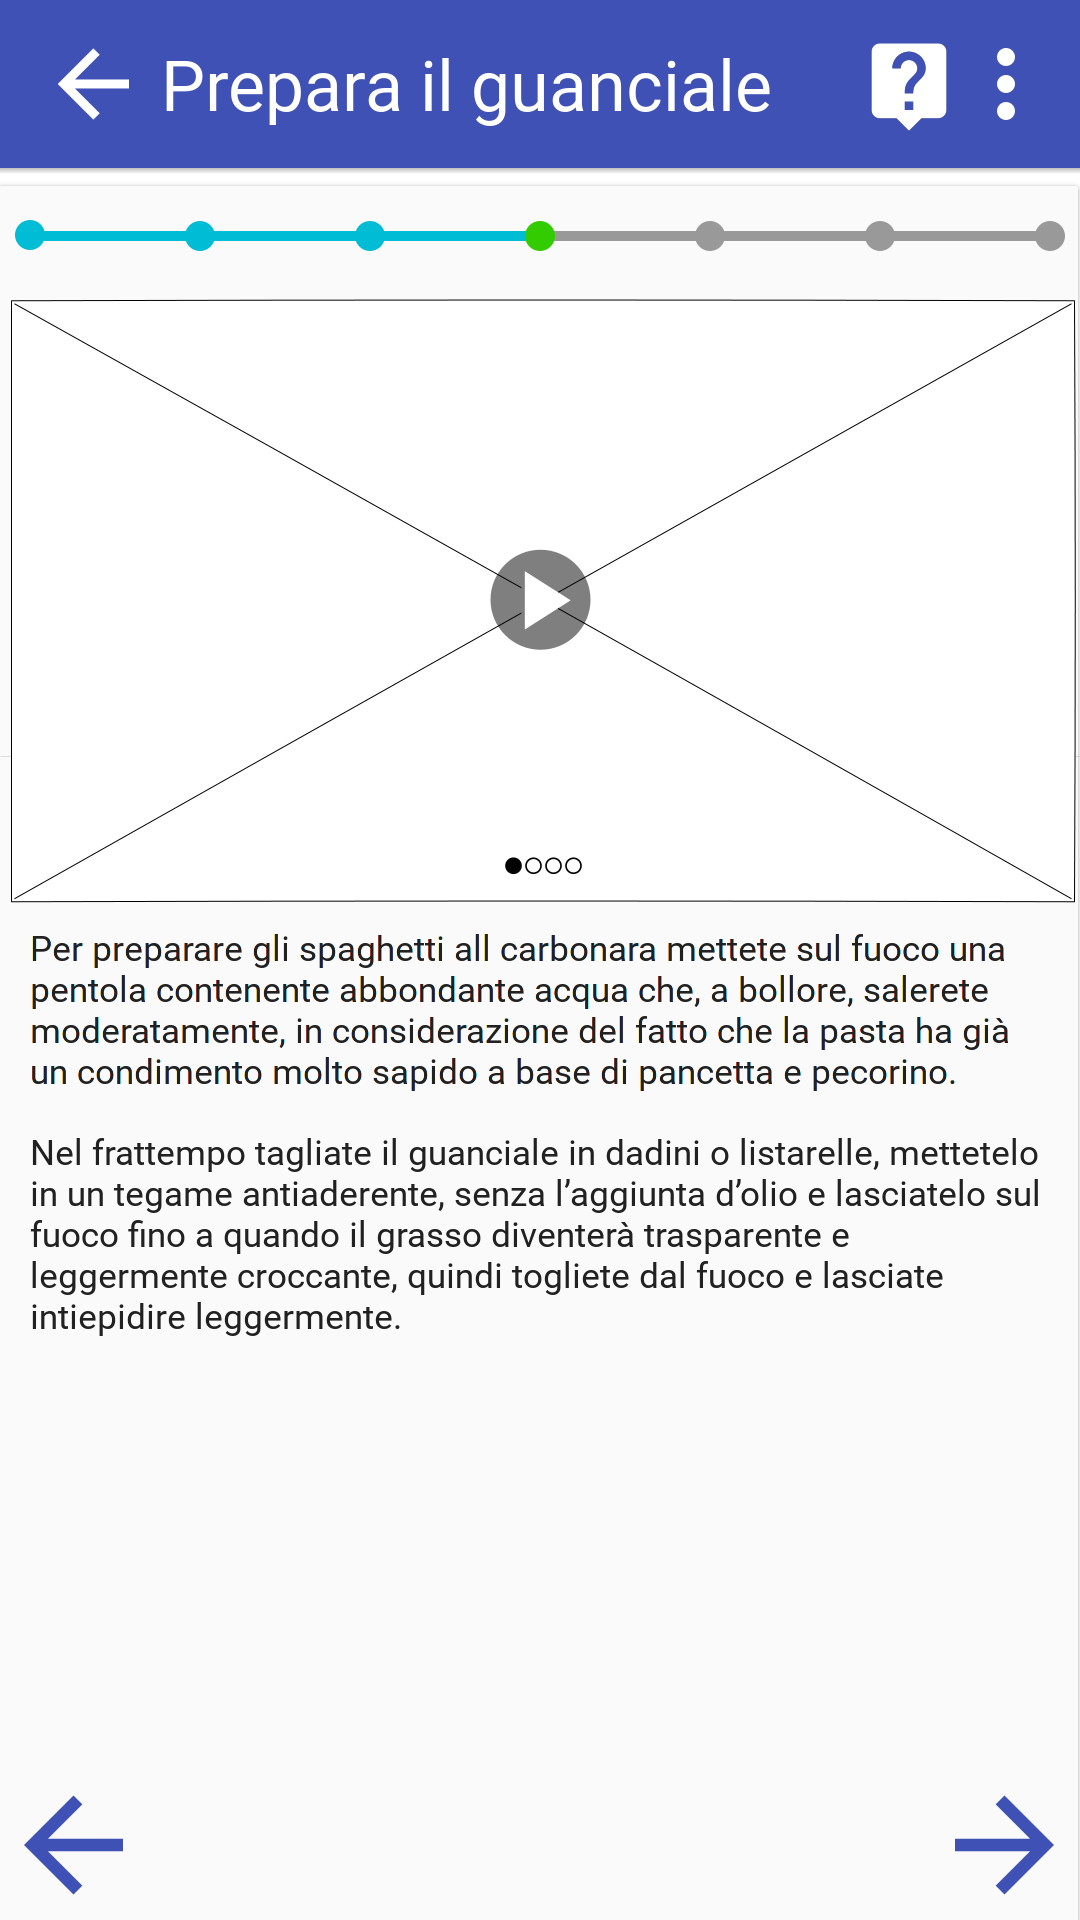 Prepara il guanciale
Per preparare gli spaghetti all carbonara mettete sul fuoco una
pentola contenente abbondante acqua che, a bollore, salerete
moderatamente, in considerazione del fatto che la pasta ha già
un condimento molto sapido a base di pancetta e pecorino.
Nel frattempo tagliate il guanciale in dadini o listarelle, mettetelo
in un tegame antiaderente, senza l’aggiunta d’olio e lasciatelo sul
fuoco fino a quando il grasso diventerà trasparente e
leggermente croccante, quindi togliete dal fuoco e lasciate
intiepidire leggermente.